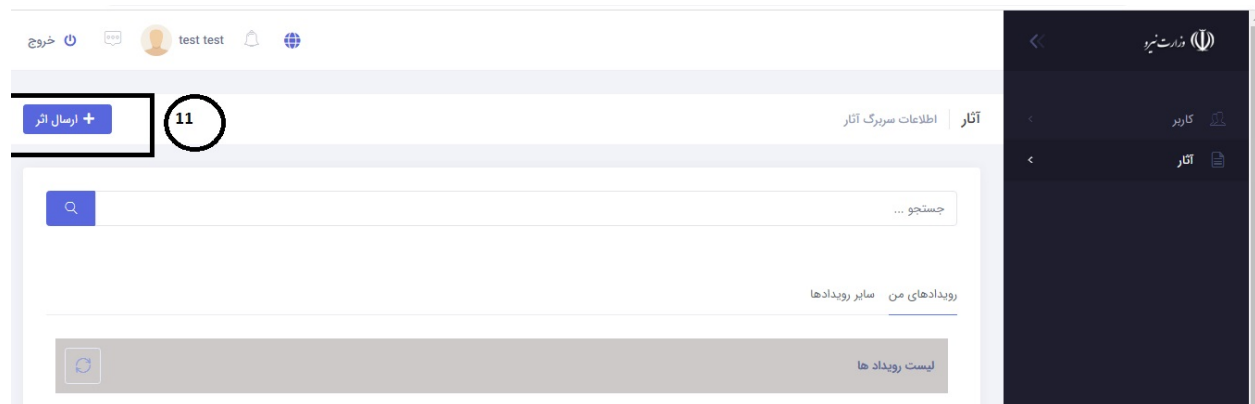 وزارت نیرو
test test
خروج
کاربر
آثار
آثار
اطلاعات سربرگ آثار
11
+ ارسال اثر
جستجو ...
رویدادهای من
سایر رویدادها
لیست رویداد ها